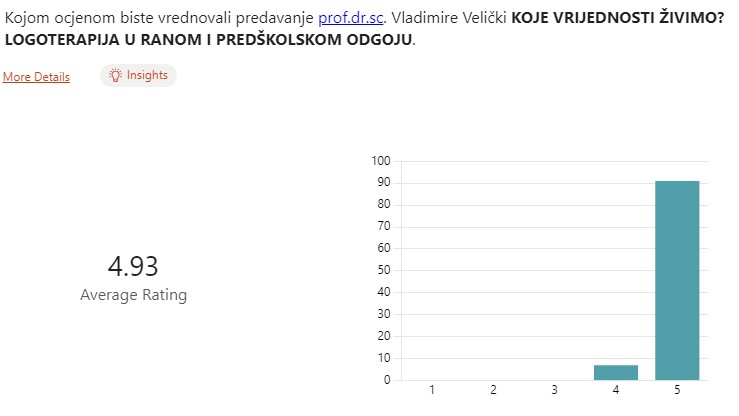 Kojom ocjenom biste vrednovali predavanje prof.dr.sc. Vladimire Velički KOJE VRIJEDNOSTI ŽIVIMO?
LOGOTERAPIJA U RANOM I PREDŠKOLSKOM ODGOJU.
More Details
Insights
4.93
Average Rating
100
90
80
70
60
50
40
30
20
10
0
1 2 3 4 5